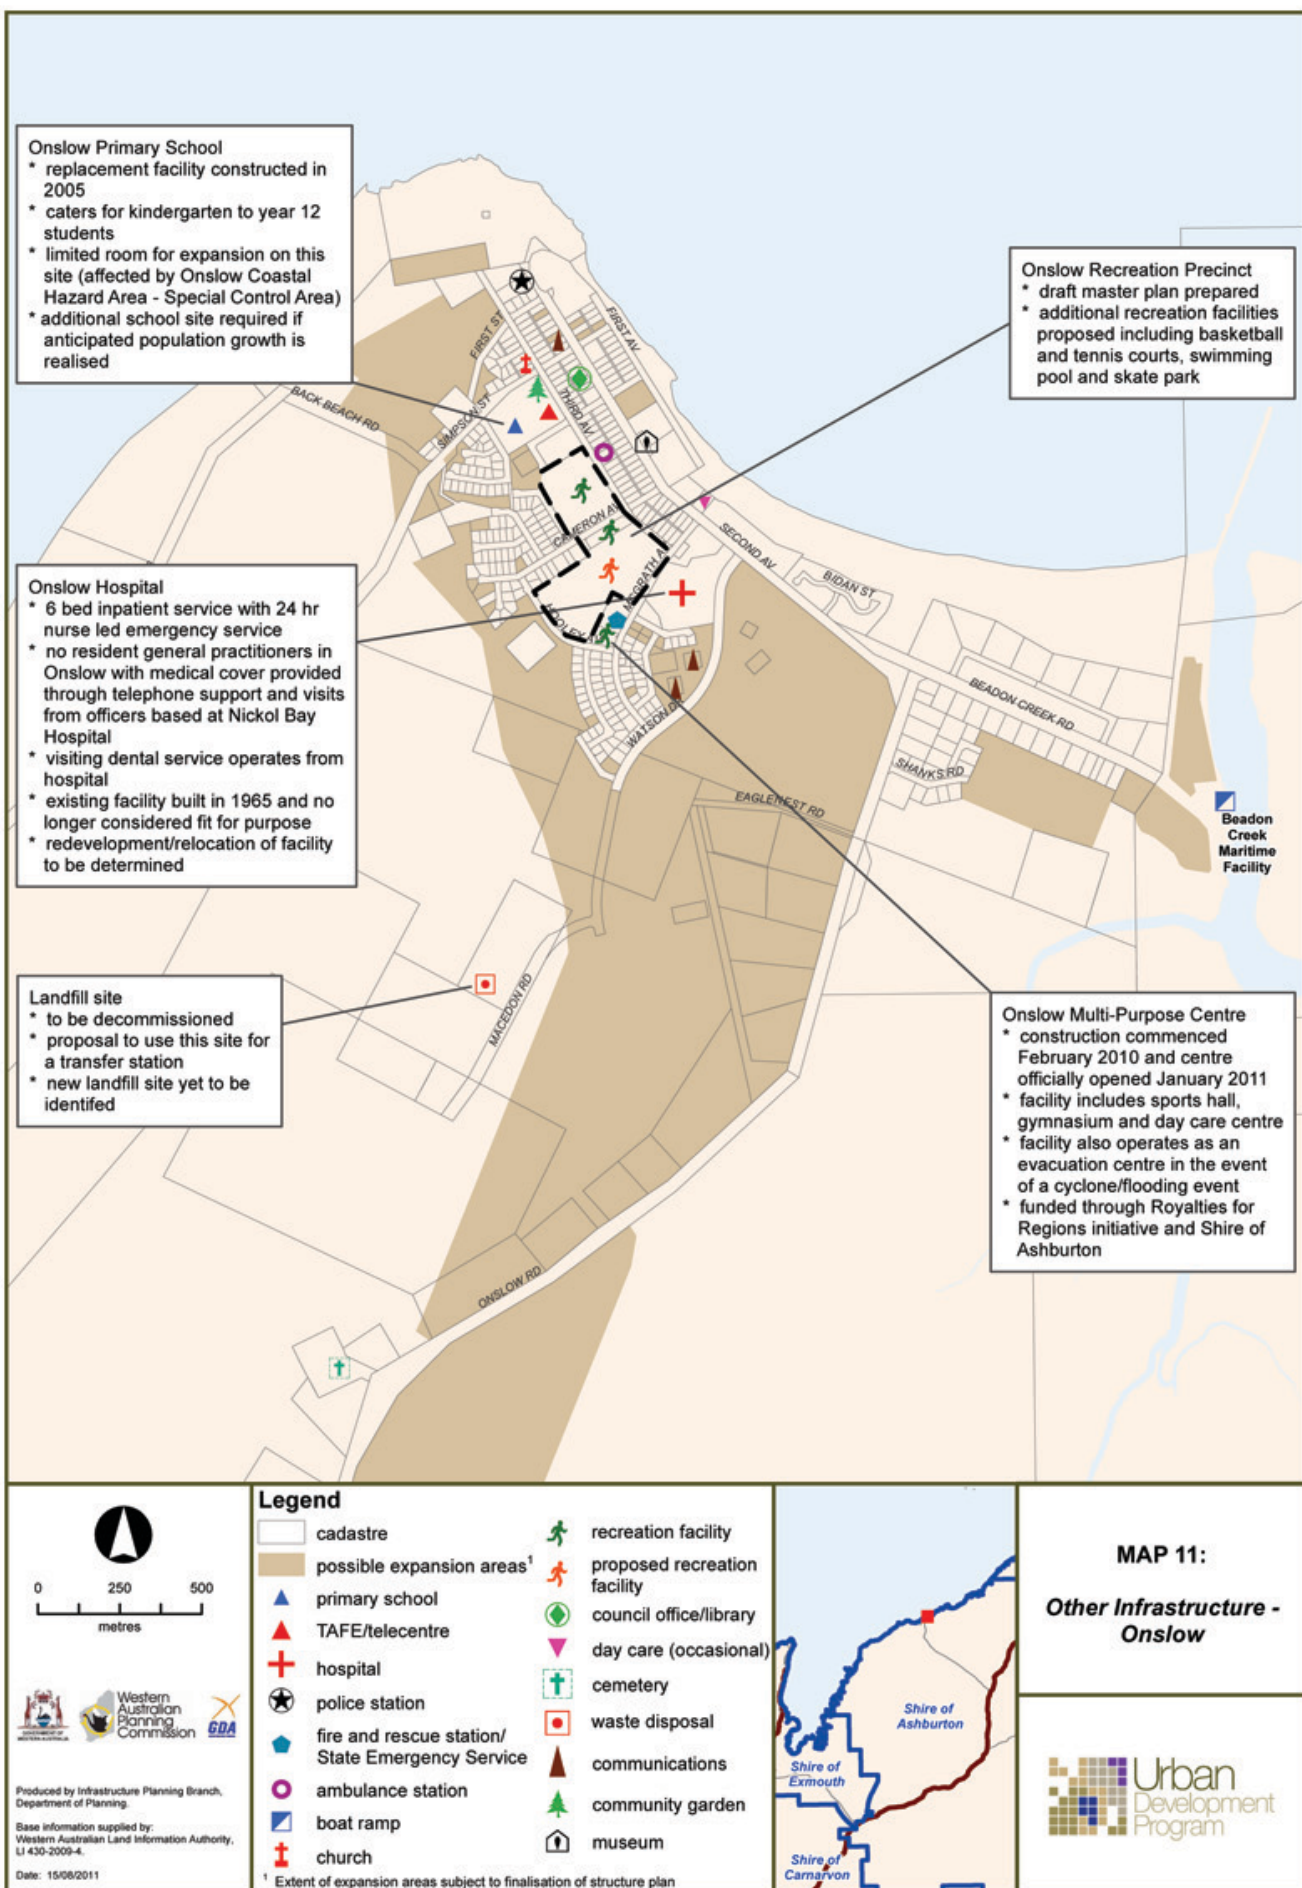 Onslow Primary School
* replacement facility constructed in
2005
* caters for kindergarten to year 12
students
* limited room for expansion on this
site (affected by Onslow Coastal
Hazard Area - Special Control Area)
* additional school site required if
anticipated population growth is
realised
Onslow Recreation Precinct
* draft master plan prepared
* additional recreation facilities
proposed including basketball
and tennis courts, swimming
pool and skate park
FIRST ST
FIRST AV
BACK BEACH RD
SIMPSON ST
THIRD AV
CAMERON AV
SECOND AV
MCGRATH A
BIDAN ST
HOOLEY A
WATSON DR
BEADON CREEK RD
SHANKS RD
EAGLENEST RD
Beadon
Creek
Maritime
Facility
Onslow Hospital
* 6 bed inpatient service with 24 hr
nurse led emergency service
* no resident general practitioners in
Onslow with medical cover provided
through telephone support and visits
from officers based at Nickol Bay
Hospital
* visiting dental service operates from
hospital
* existing facility built in 1965 and no
longer considered fit for purpose
* redevelopment/relocation of facility
to be determined
Landfill site
* to be decommissioned
* proposal to use this site for
a transfer station
* new landfill site yet to be
identifed
MACEDON RD
ONSLOW RD
Onslow Multi-Purpose Centre
* construction commenced
February 2010 and centre
officially opened January 2011
* facility includes sports hall,
gymnasium and day care centre
* facility also operates as an
evacuation centre in the event
of a cyclone/flooding event
* funded through Royalties for
Regions initiative and Shire of
Ashburton
0 250 500
metres
GOVERNMENT OF
WESTERN AUSTRALIA
Western
Australian
Planning
Commission
GDA
Produced by Infrastructure Planning Branch,
Department of Planning.
Base information supplied by:
Western Australian Land Information Authority,
LI 430-2009-4.
Date: 15/08/2011
Legend
cadastre
possible expansion areas¹
primary school
TAFE/telecentre
hospital
police station
fire and rescue station/
State Emergency Service
ambulance station
boat ramp
church
recreation facility
proposed recreation
facility
council office/library
day care (occasional)
cemetery
waste disposal
communications
community garden
museum
¹ Extent of expansion areas subject to finalisation of structure plan
Shire of
Ashburton
Shire of
Exmouth
Shire of
Carnarvon
MAP 11:
Other Infrastructure -
Onslow
Urban
Development
Program